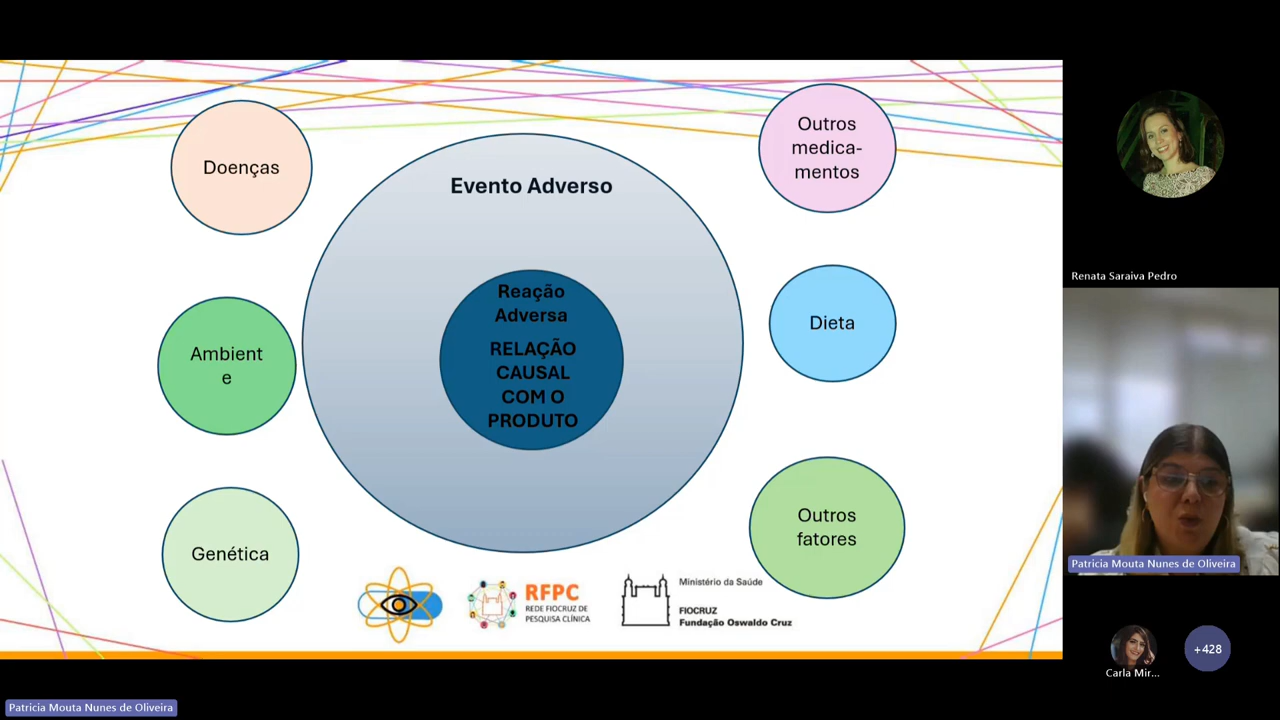 Doenças
Outros
medica-
mentos
Evento Adverso
Reação
Adversa
RELAÇÃO
CAUSAL
COM O
PRODUTO
Ambient
e
Dieta
Genética
Outros
fatores
RFPC
REDE FIOCRUZ DE
PESQUISA CLÍNICA
Ministério da Saúde
FIOCRUZ
Fundação Oswaldo Cruz
Renata Saraiva Pedro
Patricia Mouta Nunes de Oliveira
Carla Mir...
+428
Patricia Mouta Nunes de Oliveira